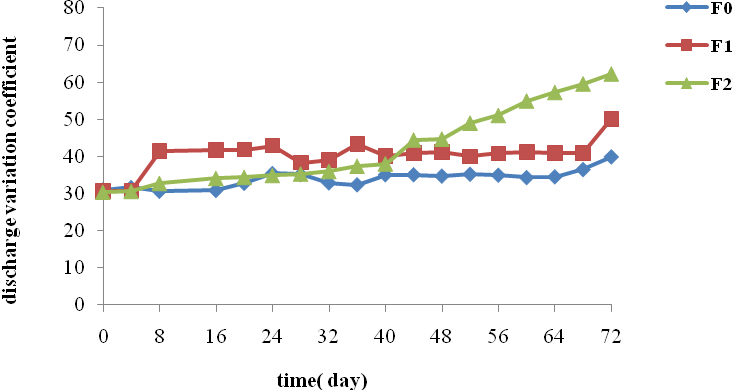 80
70
60
50
40
30
20
10
0
discharge variation coefficient
0 8 16 24 32 40 48 56 64 72
time( day)
F0
F1
F2